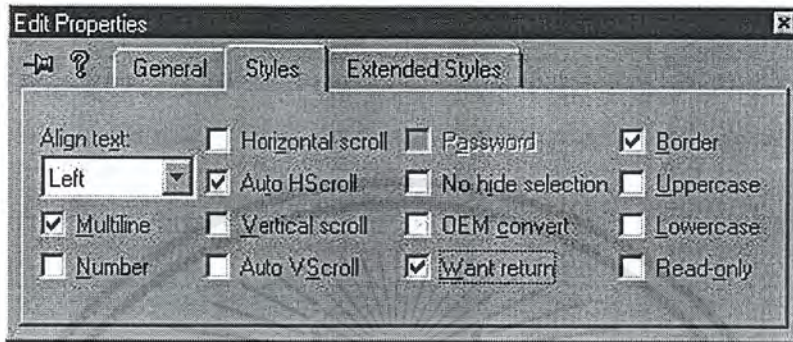 Edit Properties
? General Styles Extended Styles
Align text: Horizontal scroll Password Border
Left Auto HScroll No hide selection Uppercase
Multiline Vertical scroll OEM convert Lowercase
Number Auto VScroll Want return Read-only